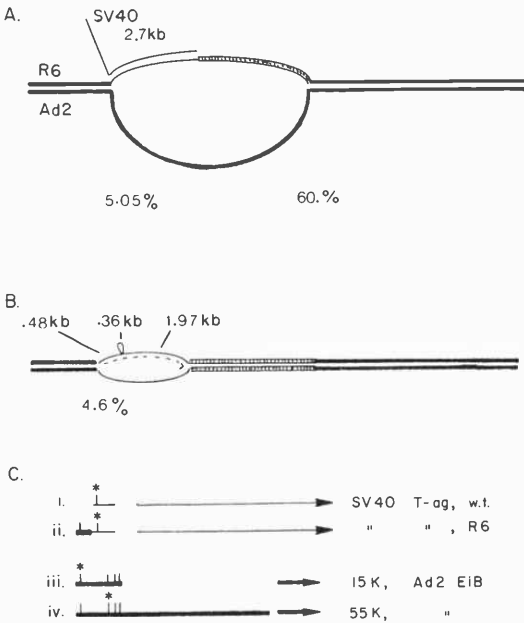 A.
SV40
2.7kb
R6
Ad2
5.05%
60.%
B.
.48kb
.36kb
1.97kb
4.6%
C.
*
i. SV40 T-ag, w.t.
*
ii. " " , R6
*
iii. 15K, Ad2 EiB
*
iv. 55K, "